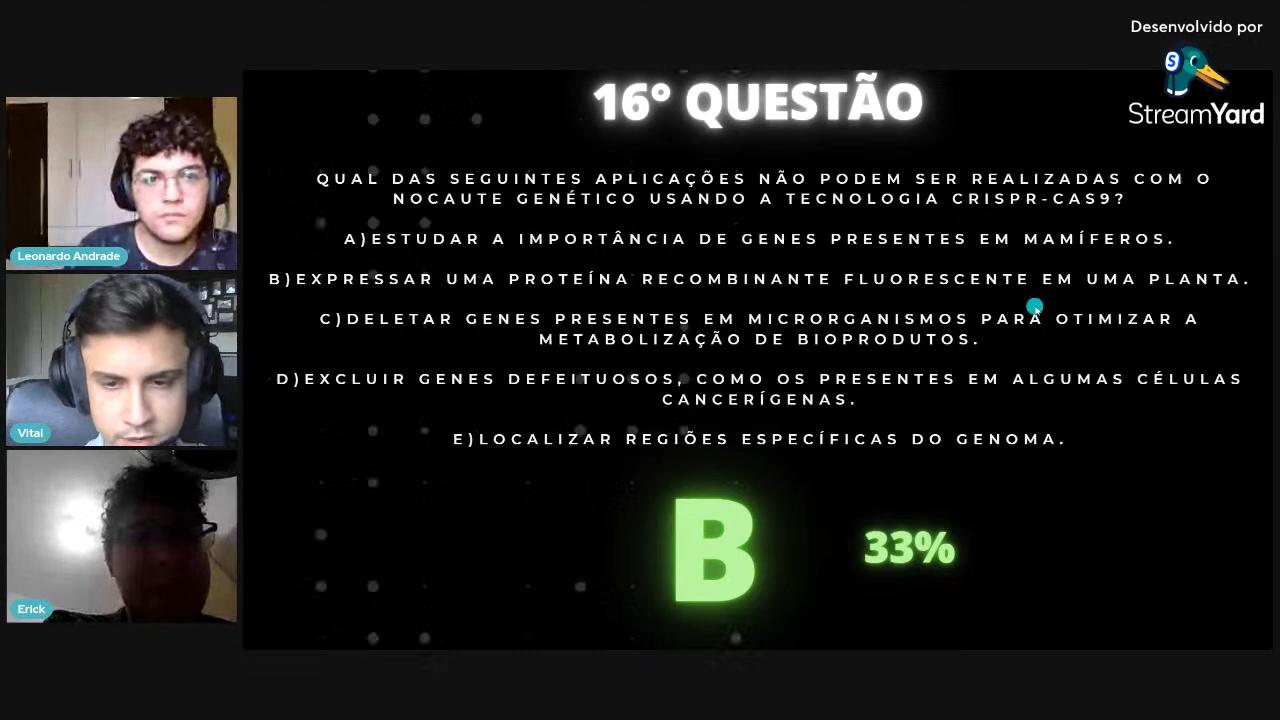 Desenvolvido por
StreamYard
16° QUESTÃO
QUAL DAS SEGUINTES APLICAÇÕES NÃO PODEM SER REALIZADAS COM O
NOCAUTE GENÉTICO USANDO A TECNOLOGIA CRISPR-CAS9?
A)ESTUDAR A IMPORTÂNCIA DE GENES PRESENTES EM MAMÍFEROS.
B)EXPRESSAR UMA PROTEÍNA RECOMBINANTE FLUORESCENTE EM UMA PLANTA.
C)DELETAR GENES PRESENTES EM MICRORGANISMOS PARA OTIMIZAR A
METABOLIZAÇÃO DE BIOPRODUTOS.
D)EXCLUIR GENES DEFEITUOSOS, COMO OS PRESENTES EM ALGUMAS CÉLULAS
CANCERÍGENAS.
E)LOCALIZAR REGIÕES ESPECÍFICAS DO GENOMA.
B
33%
Leonardo Andrade
Vital
Erick